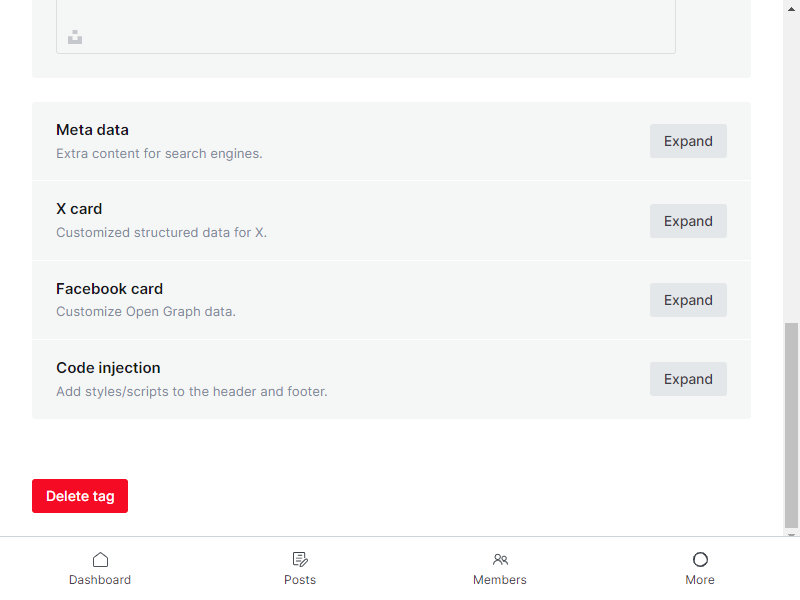 Meta data
Extra content for search engines.
Expand
X card
Customized structured data for X.
Expand
Facebook card
Customize Open Graph data.
Expand
Code injection
Add styles/scripts to the header and footer.
Expand
Delete tag
Dashboard
Posts
Members
More